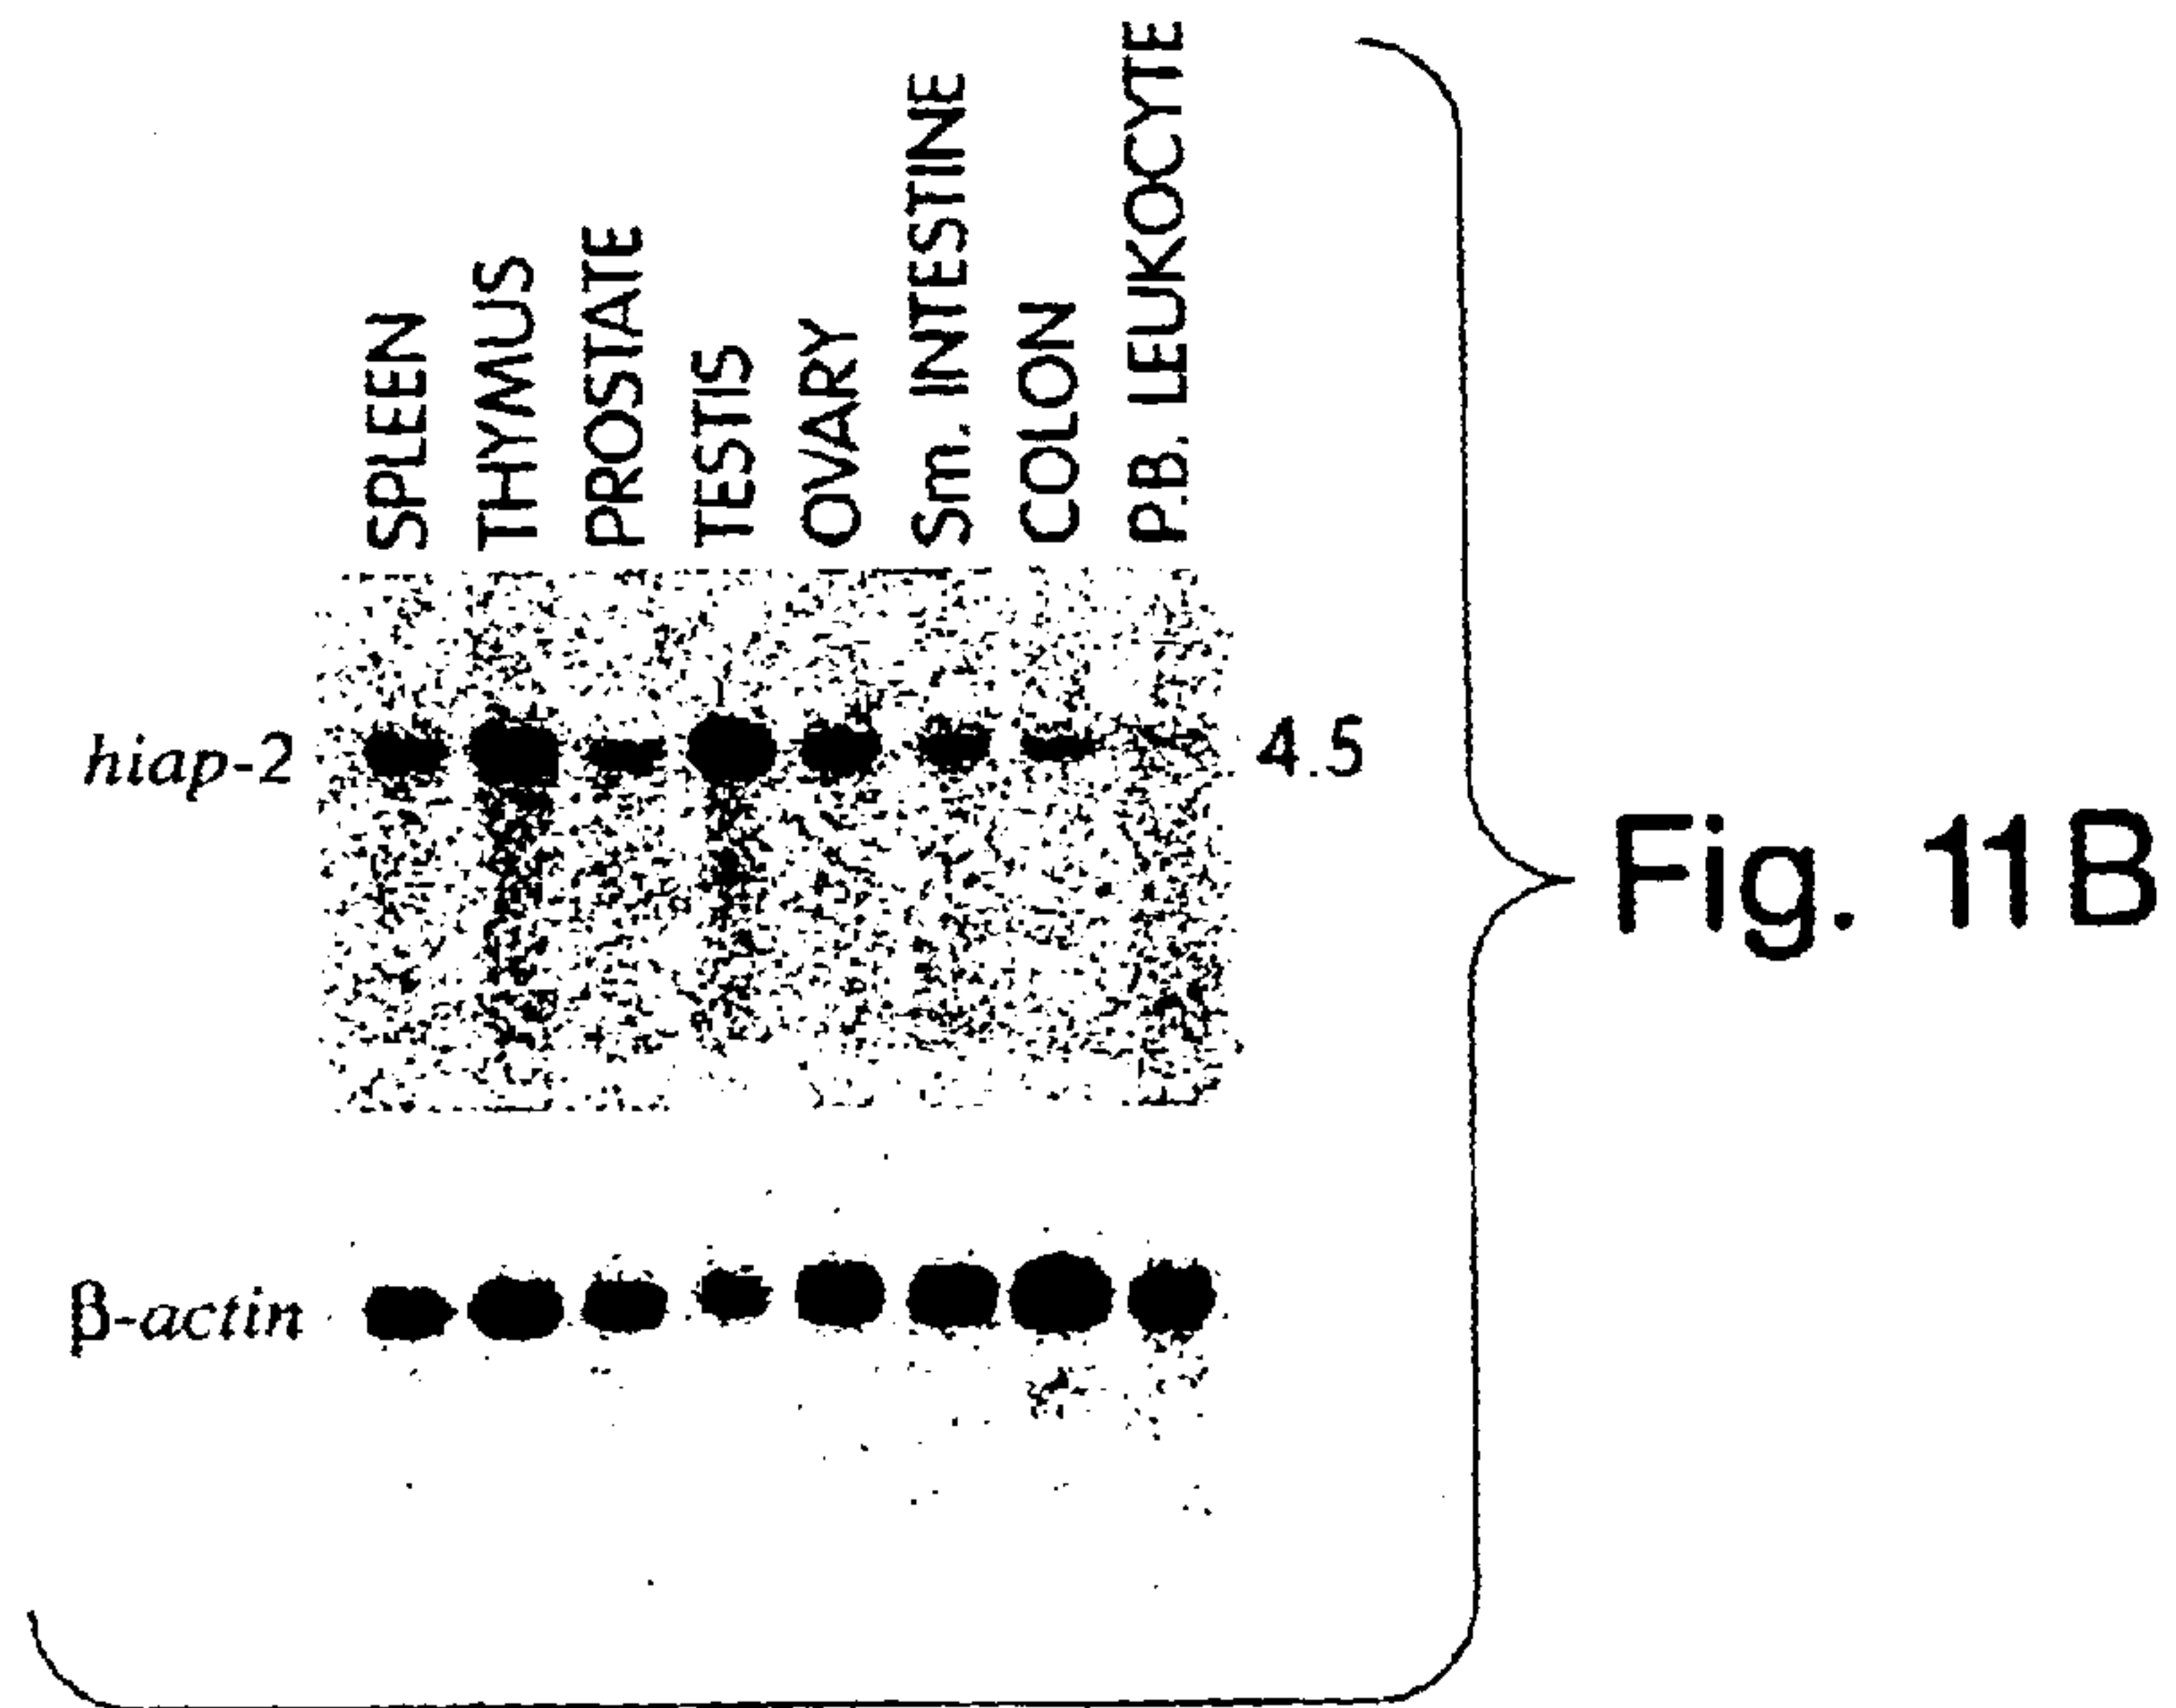 SPLEEN
THYMUS
PROSTATE
TESTIS
OVARY
Sm. INTESTINE
COLON
P.B. LEUKOCYTE
hiap-2
4.5
β-actin
Fig. 11B